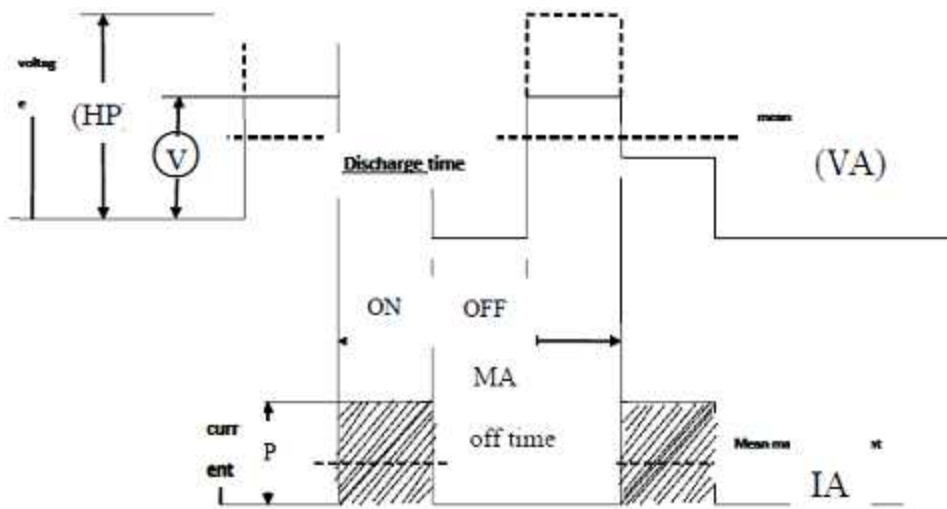 voltag
e
(HP
V
mean
(VA)
Discharge time
ON OFF
MA
off time
curr
ent
P
Mean ma
IA